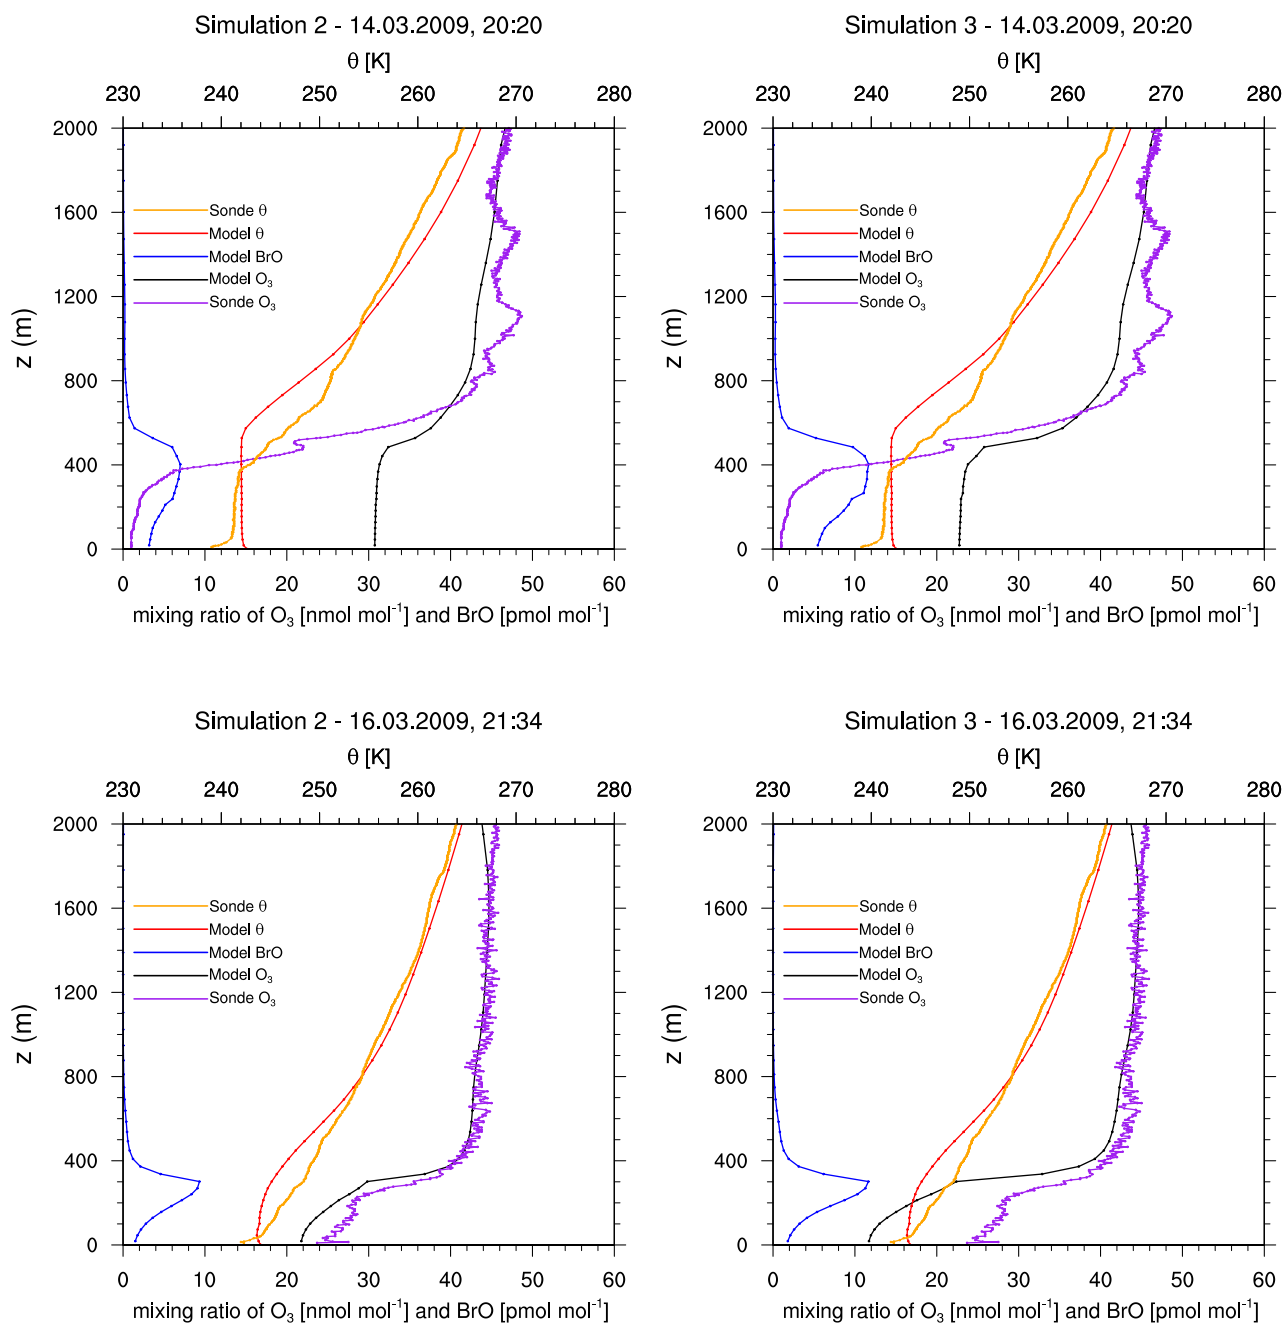 Simulation 2 - 14.03.2009, 20:20
θ [K]
230 240 250 260 270 280
2000
1600
1200
800
400
0
z (m)
Sonde θ
Model θ
Model BrO
Model O₃
Sonde O₃
0 10 20 30 40 50 60
mixing ratio of O₃ [nmol mol⁻¹] and BrO [pmol mol⁻¹]
Simulation 3 - 14.03.2009, 20:20
θ [K]
230 240 250 260 270 280
2000
1600
1200
800
400
0
z (m)
Sonde θ
Model θ
Model BrO
Model O₃
Sonde O₃
0 10 20 30 40 50 60
mixing ratio of O₃ [nmol mol⁻¹] and BrO [pmol mol⁻¹]
Simulation 2 - 16.03.2009, 21:34
θ [K]
230 240 250 260 270 280
2000
1600
1200
800
400
0
z (m)
Sonde θ
Model θ
Model BrO
Model O₃
Sonde O₃
0 10 20 30 40 50 60
mixing ratio of O₃ [nmol mol⁻¹] and BrO [pmol mol⁻¹]
Simulation 3 - 16.03.2009, 21:34
θ [K]
230 240 250 260 270 280
2000
1600
1200
800
400
0
z (m)
Sonde θ
Model θ
Model BrO
Model O₃
Sonde O₃
0 10 20 30 40 50 60
mixing ratio of O₃ [nmol mol⁻¹] and BrO [pmol mol⁻¹]